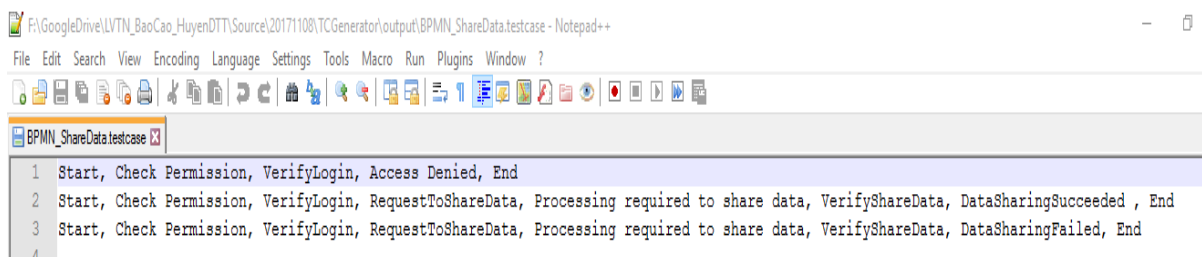 F:\GoogleDrive\LVTN_BaoCao_HuyenDTT\Source\20171108\TCGenerator\output\BPMN_ShareData.testcase - Notepad++
File Edit Search View Encoding Language Settings Tools Macro Run Plugins Window ?
BPMN_ShareData.testcase
1 Start, Check Permission, VerifyLogin, Access Denied, End
2 Start, Check Permission, VerifyLogin, RequestToShareData, Processing required to share data, VerifyShareData, DataSharingSucceeded , End
3 Start, Check Permission, VerifyLogin, RequestToShareData, Processing required to share data, VerifyShareData, DataSharingFailed, End
4